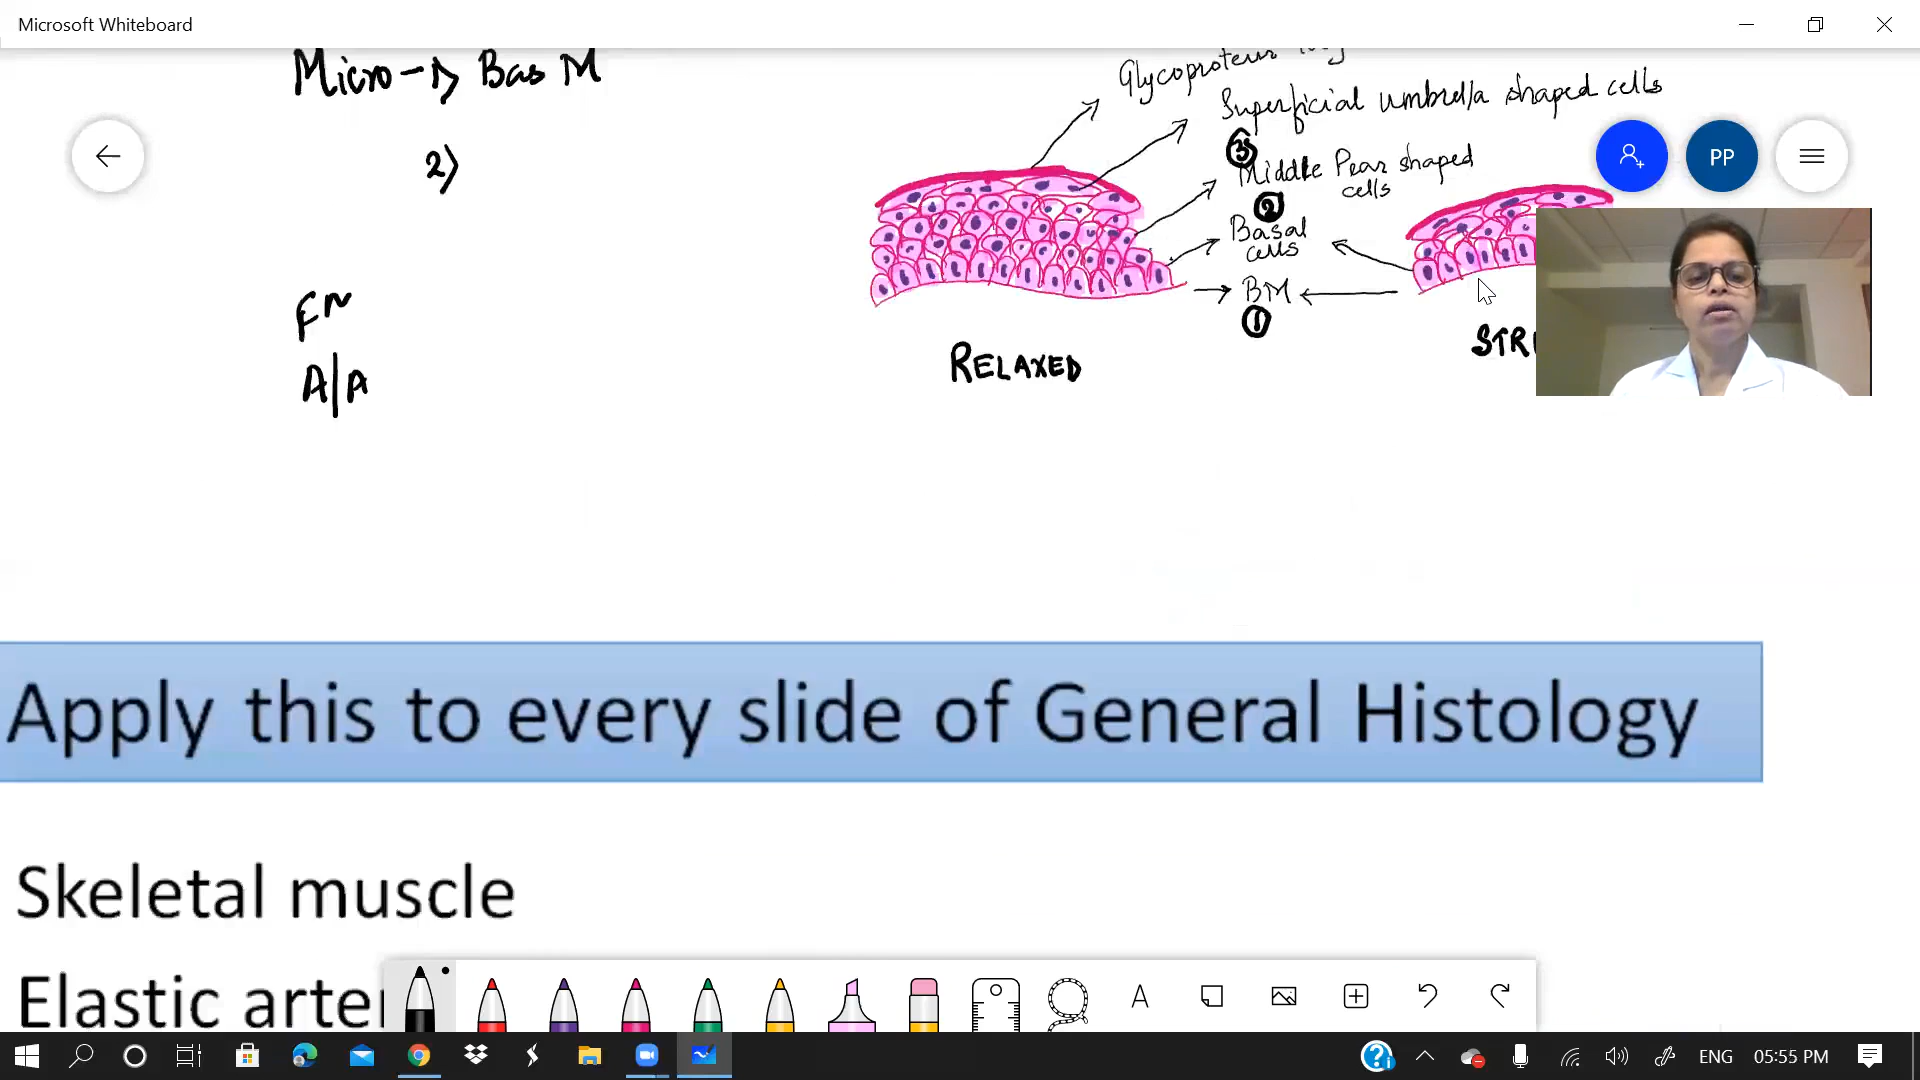 Microsoft Whiteboard
Micro → Bas M
2)
Fn
A|A
Glycoprotein
Superficial umbrella shaped cells
3
Middle Pear shaped
cells
2
Basal
cells
BM
1
RELAXED
STR
PP
Apply this to every slide of General Histology
Skeletal muscle
Elastic arter
A
ENG
05:55 PM